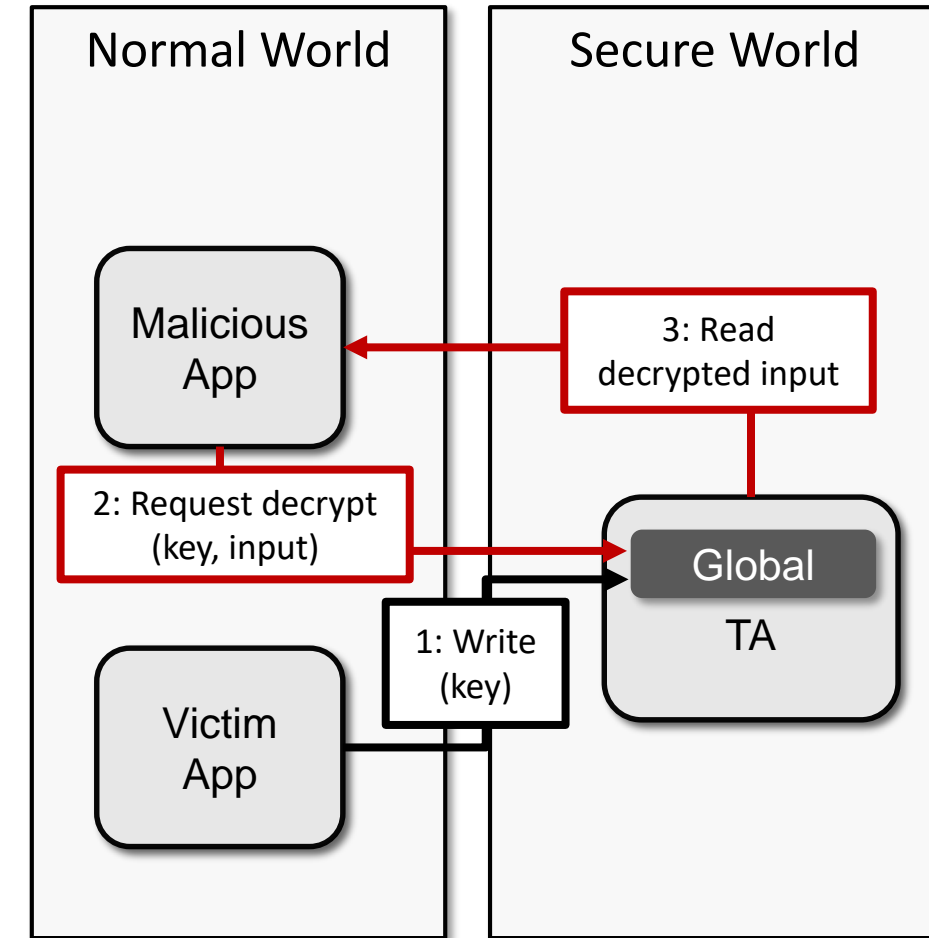 Normal World
Secure World
Malicious
App
3: Read
decrypted input
2: Request decrypt
(key, input)
Global
TA
1: Write
(key)
Victim
App